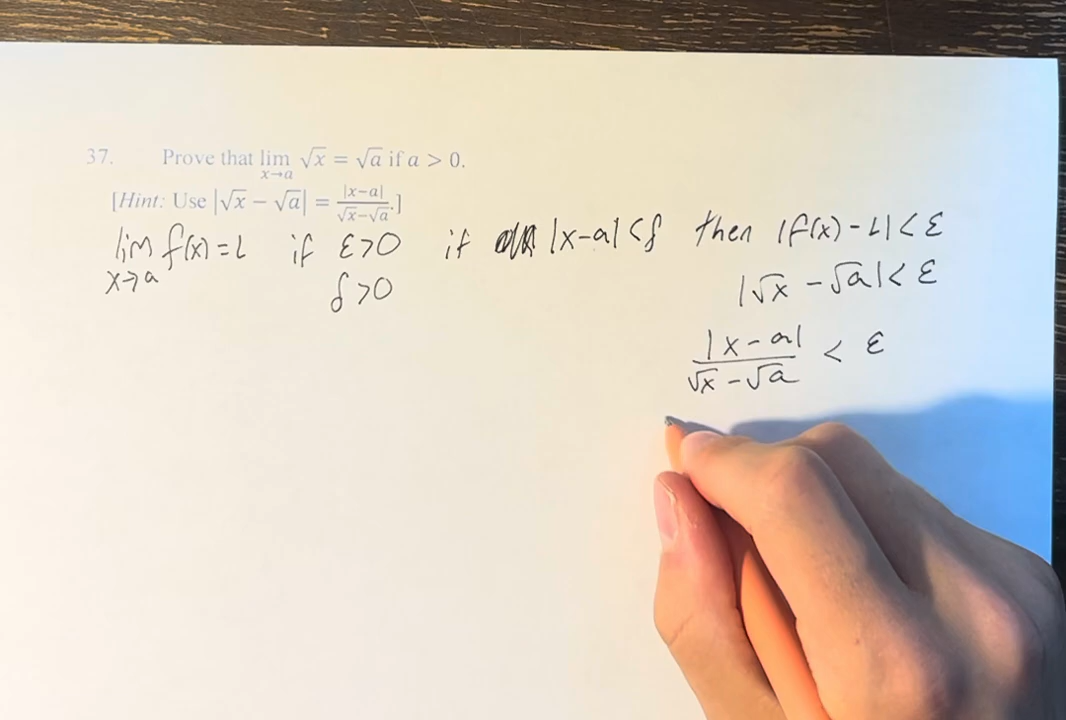 37. Prove that lim x→a √x = √a if a > 0.
[Hint: Use |√x − √a| = |x−a| / √x−√a.]
lim x→a f(x) = L if ε>0 if |x-a|<δ then |f(x)-L|<ε
δ>0
|√x - √a|< ε
|x-a| / √x - √a < ε